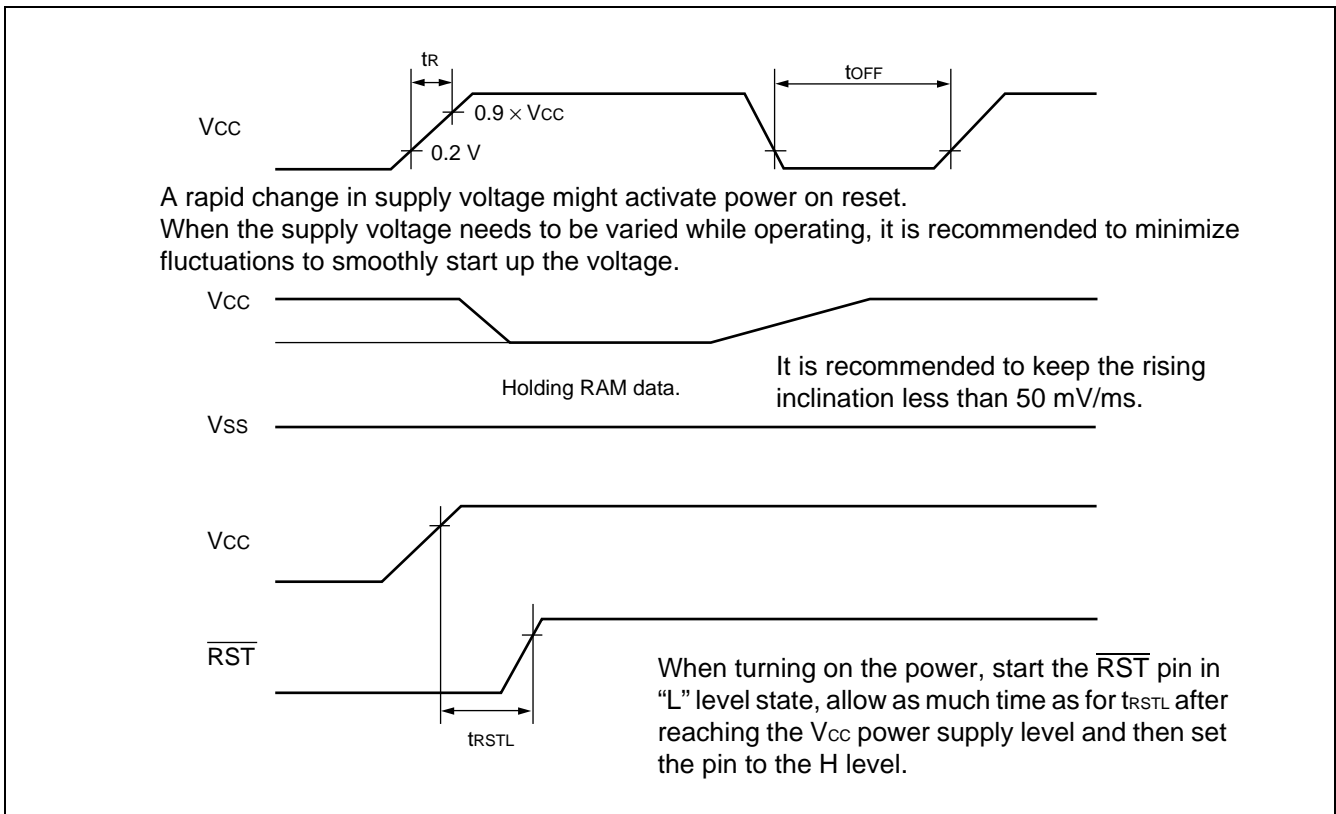 tR
tOFF
VCC
0.9 × VCC
0.2 V
A rapid change in supply voltage might activate power on reset.
When the supply voltage needs to be varied while operating, it is recommended to minimize
fluctuations to smoothly start up the voltage.
VCC
Holding RAM data.
It is recommended to keep the rising
inclination less than 50 mV/ms.
VSS
VCC
RST
tRSTL
When turning on the power, start the RST pin in
“L” level state, allow as much time as for tRSTL after
reaching the VCC power supply level and then set
the pin to the H level.